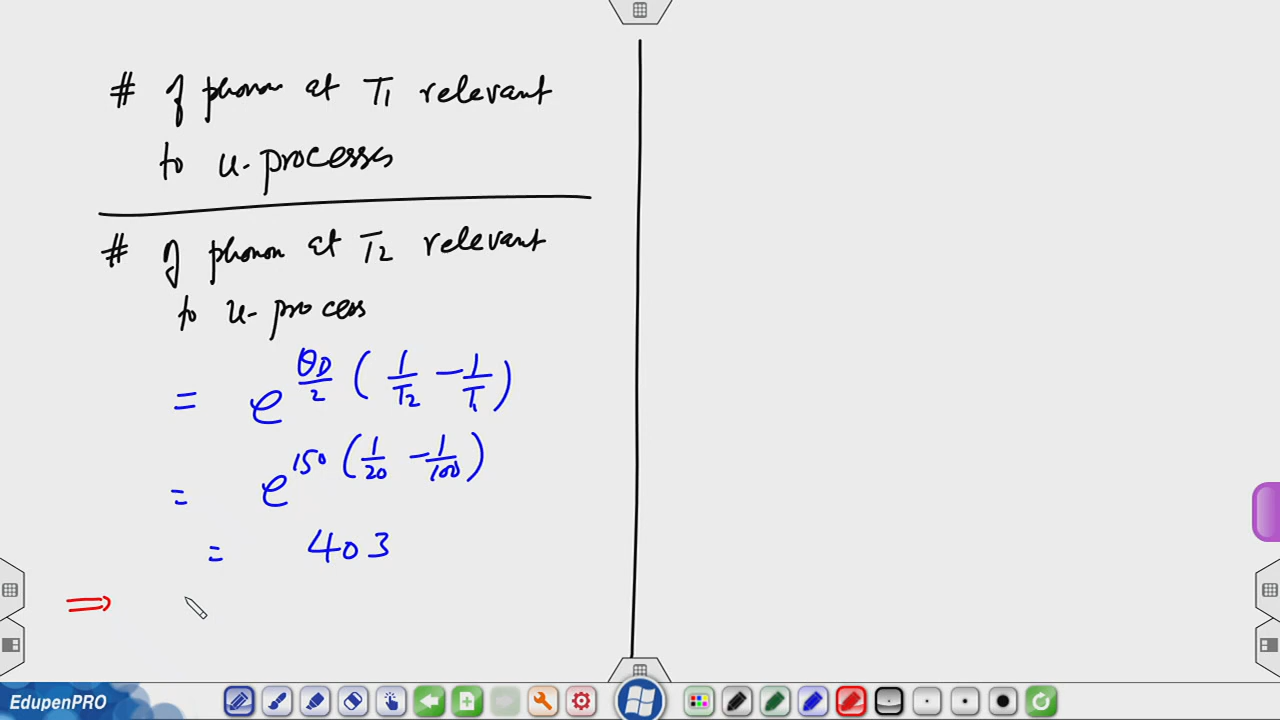 # of phonon at T1 relevant
to u-processes
# of phonon at T2 relevant
to u-process
= e^{θD/2 (1/T2 - 1/T1)}
= e^{150 (1/20 - 1/100)}
= 403
⇒
EdupenPRO